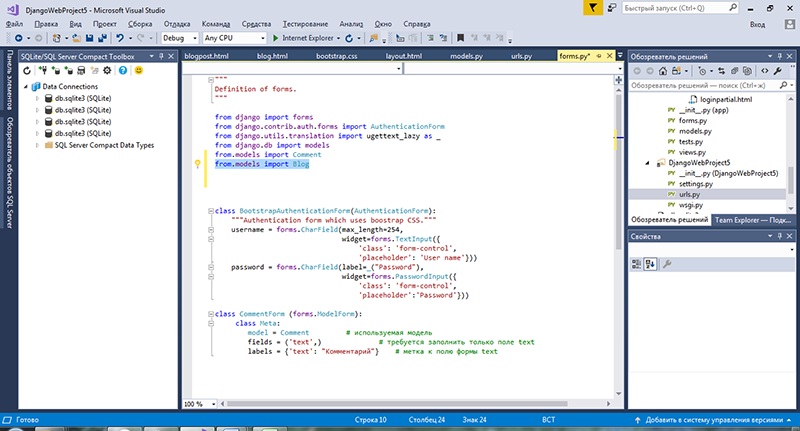 DjangoWebProject5 - Microsoft Visual Studio
Быстрый запуск (Ctrl+Q)
Файл Правка Вид Проект Сборка Отладка Команда Сервис Тестирование Анализ Окно Справка
Вход
Debug Any CPU Internet Explorer
Панель элементов
Обозреватель объектов SQL Server
SQLite/SQL Server Compact Toolbox
Data Connections
db.sqlite3 (SQLite)
db.sqlite3 (SQLite)
db.sqlite3 (SQLite)
db.sqlite3 (SQLite)
SQL Server Compact Data Types
blogpost.html blog.html bootstrap.css layout.html models.py urls.py forms.py*
"""
Definition of forms.
"""
from django import forms
from django.contrib.auth.forms import AuthenticationForm
from django.utils.translation import ugettext_lazy as _
from django.db import models
from.models import Comment
from.models import Blog
class BootstrapAuthenticationForm(AuthenticationForm):
"""Authentication form which uses boostrap CSS."""
username = forms.CharField(max_length=254,
widget=forms.TextInput({
'class': 'form-control',
'placeholder': 'User name'}))
password = forms.CharField(label=_("Password"),
widget=forms.PasswordInput({
'class': 'form-control',
'placeholder':'Password'}))
class CommentForm (forms.ModelForm):
class Meta:
model = Comment # используемая модель
fields = ('text',) # требуется заполнить только поле text
labels = {'text': "Комментарий"} # метка к полю формы text
100 %
Обозреватель решений
Обозреватель решений — поиск
loginpartial.html
__init__.py (app)
forms.py
models.py
tests.py
views.py
DjangoWebProject5
__init__.py (DjangoWebProject5)
settings.py
urls.py
wsgi.py
Обозреватель решений Team Explorer — Подк...
Свойства
Готово Строка 10 Столбец 24 Знак 24 ВСТ Добавить в систему управления версиями